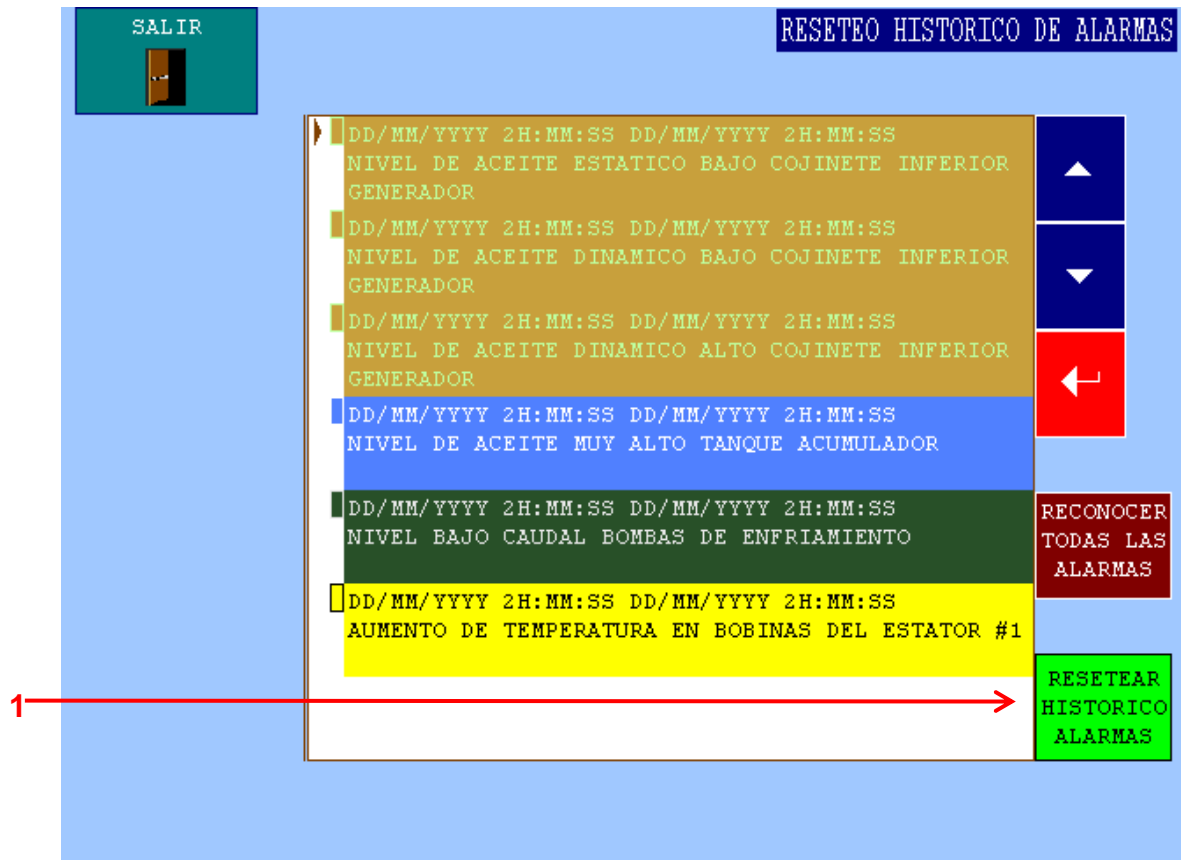 SALIR
RESETEO HISTORICO DE ALARMAS
DD/MM/YYYY 2H:MM:SS DD/MM/YYYY 2H:MM:SS
NIVEL DE ACEITE ESTATICO BAJO COJINETE INFERIOR
GENERADOR
DD/MM/YYYY 2H:MM:SS DD/MM/YYYY 2H:MM:SS
NIVEL DE ACEITE DINAMICO BAJO COJINETE INFERIOR
GENERADOR
DD/MM/YYYY 2H:MM:SS DD/MM/YYYY 2H:MM:SS
NIVEL DE ACEITE DINAMICO ALTO COJINETE INFERIOR
GENERADOR
DD/MM/YYYY 2H:MM:SS DD/MM/YYYY 2H:MM:SS
NIVEL DE ACEITE MUY ALTO TANQUE ACUMULADOR
DD/MM/YYYY 2H:MM:SS DD/MM/YYYY 2H:MM:SS
NIVEL BAJO CAUDAL BOMBAS DE ENFRIAMIENTO
DD/MM/YYYY 2H:MM:SS DD/MM/YYYY 2H:MM:SS
AUMENTO DE TEMPERATURA EN BOBINAS DEL ESTATOR #1
RECONOCER
TODAS LAS
ALARMAS
1
RESETEAR
HISTORICO
ALARMAS